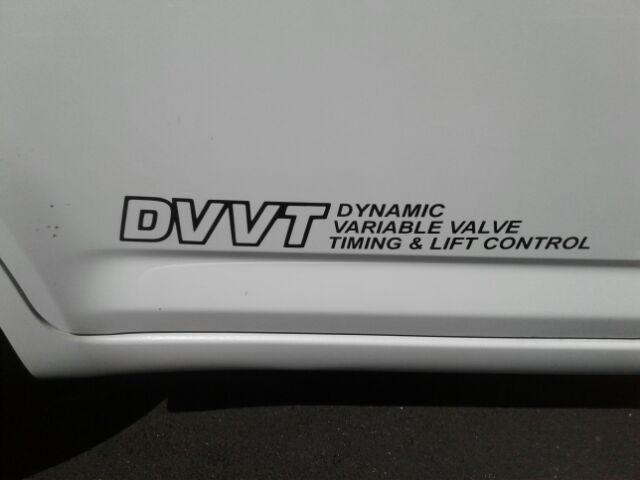 DVVT
DYNAMIC
VARIABLE VALVE
TIMING & LIFT CONTROL